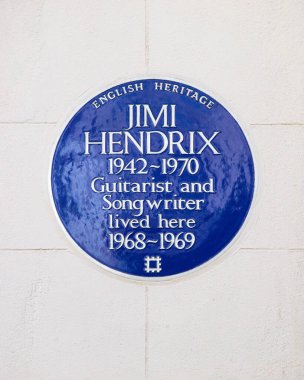 ENGLISH HERITAGE
JIMI
HENDRIX
1942~1970
Guitarist and
Songwriter
lived here
1968~1969